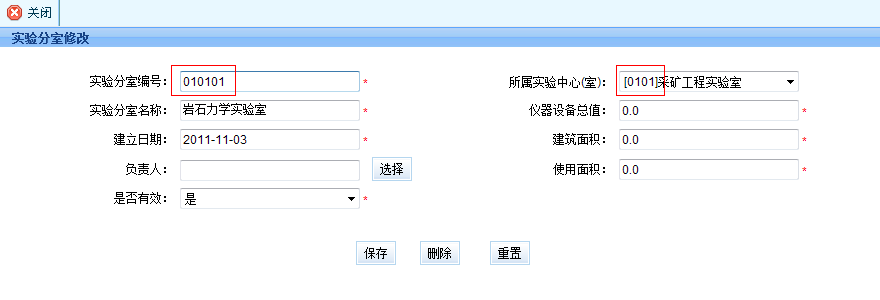 关闭
实验分室修改
实验分室编号： 010101 * 所属实验中心(室)： [0101]采矿工程实验室
实验分室名称： 岩石力学实验室 * 仪器设备总值： 0.0 *
建立日期： 2011-11-03 * 建筑面积： 0.0 *
负责人： 选择 使用面积： 0.0 *
是否有效： 是 *
保存 删除 重置